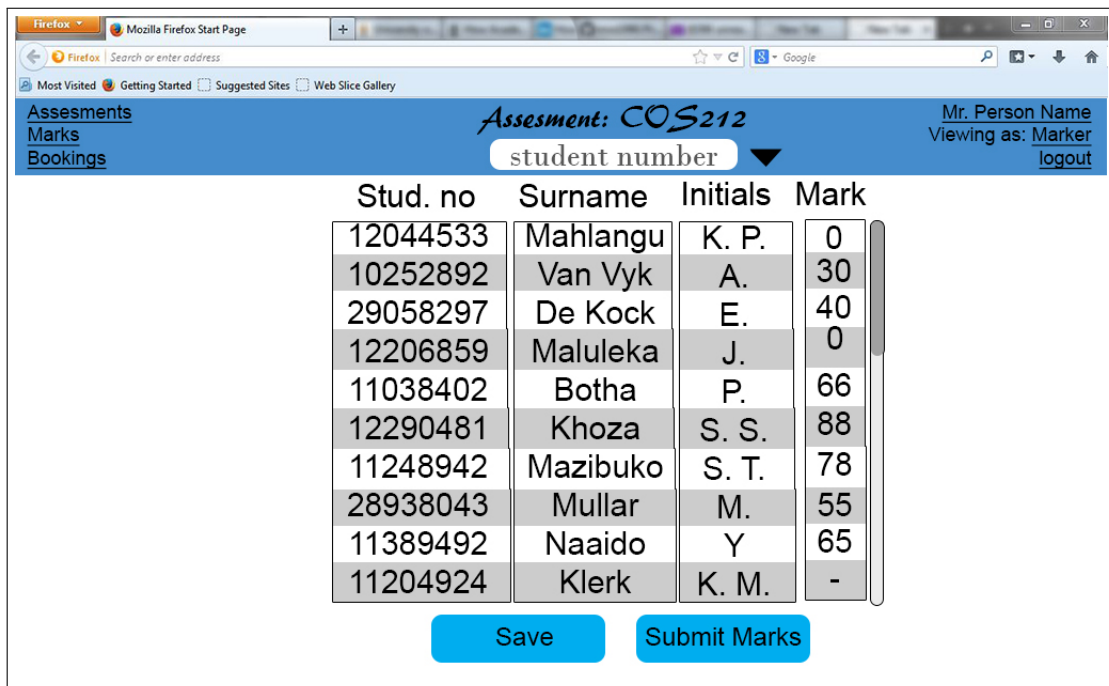 Firefox
Mozilla Firefox Start Page
+
New Tab
Firefox Search or enter address
8 Google
Most Visited Getting Started Suggested Sites Web Slice Gallery
Assesments
Marks
Bookings
Assesment: COS212
student number
Mr. Person Name
Viewing as: Marker
logout
Stud. no Surname Initials Mark
12044533 Mahlangu K. P. 0
10252892 Van Vyk A. 30
29058297 De Kock E. 40
12206859 Maluleka J. 0
11038402 Botha P. 66
12290481 Khoza S. S. 88
11248942 Mazibuko S. T. 78
28938043 Mullar M. 55
11389492 Naaido Y 65
11204924 Klerk K. M. -
Save Submit Marks